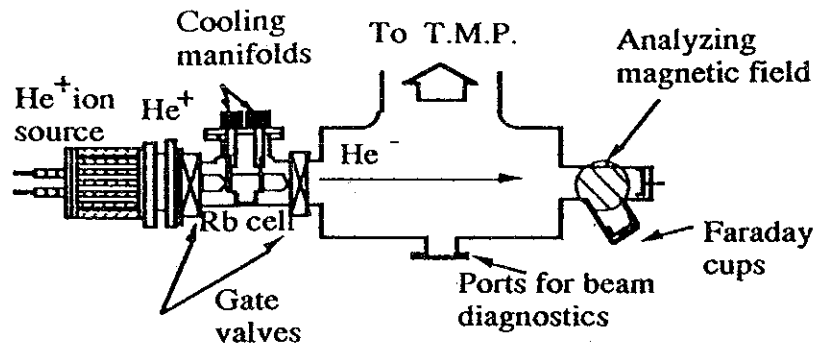 Cooling
manifolds
To T.M.P.
Analyzing
magnetic field
He+ ion
source
He+
He-
Rb cell
Gate
valves
Ports for beam
diagnostics
Faraday
cups